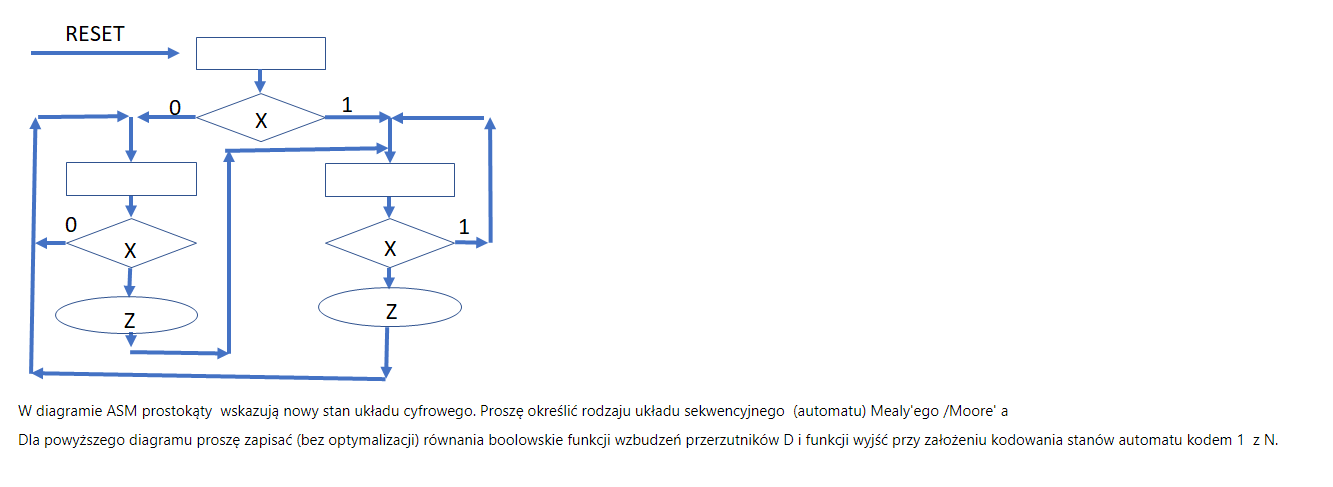 RESET
0
1
X
0
1
X
X
Z
Z
W diagramie ASM prostokąty wskazują nowy stan układu cyfrowego. Proszę określić rodzaju układu sekwencyjnego (automatu) Mealy'ego /Moore' a
Dla powyższego diagramu proszę zapisać (bez optymalizacji) równania boolowskie funkcji wzbudzeń przerzutników D i funkcji wyjść przy założeniu kodowania stanów automatu kodem 1 z N.